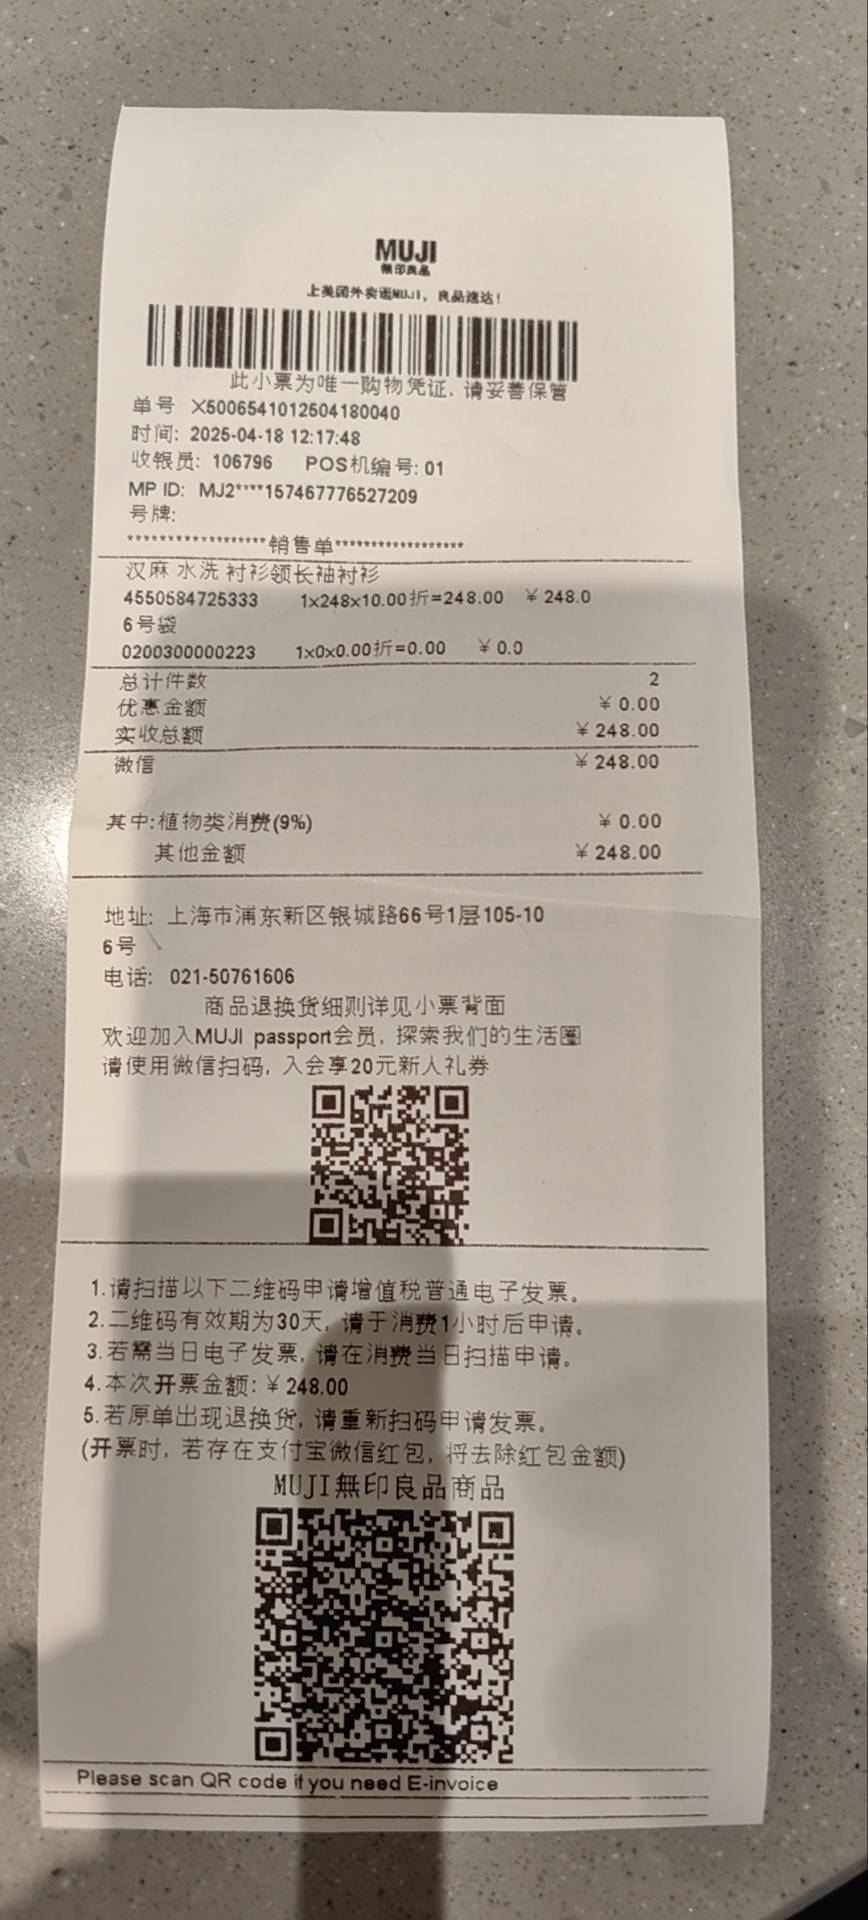 MUJI
無印良品
上美团外卖逛MUJI，良品速达！
此小票为唯一购物凭证，请妥善保管
单号 X5006541012504180040
时间: 2025-04-18 12:17:48
收银员: 106796 POS机编号: 01
MP ID: MJ2****157467776527209
号牌:
******************销售单*****************
汉麻 水洗 衬衫领长袖衬衫
4550584725333 1x248x10.00折=248.00 ￥ 248.0
6号袋
0200300000223 1x0x0.00折=0.00 ￥ 0.0
总计件数 2
优惠金额 ￥ 0.00
实收总额 ￥ 248.00
微信 ￥ 248.00
其中:植物类消费(9%) ￥ 0.00
其他金额 ￥ 248.00
地址: 上海市浦东新区银城路66号1层105-10
6号
电话: 021-50761606
商品退换货细则详见小票背面
欢迎加入MUJI passport会员，探索我们的生活圈
请使用微信扫码，入会享20元新人礼券
1.请扫描以下二维码申请增值税普通电子发票。
2.二维码有效期为30天，请于消费1小时后申请。
3.若需当日电子发票，请在消费当日扫描申请。
4.本次开票金额: ￥ 248.00
5.若原单出现退换货，请重新扫码申请发票。
(开票时，若存在支付宝微信红包，将去除红包金额)
MUJI無印良品商品
Please scan QR code if you need E-invoice